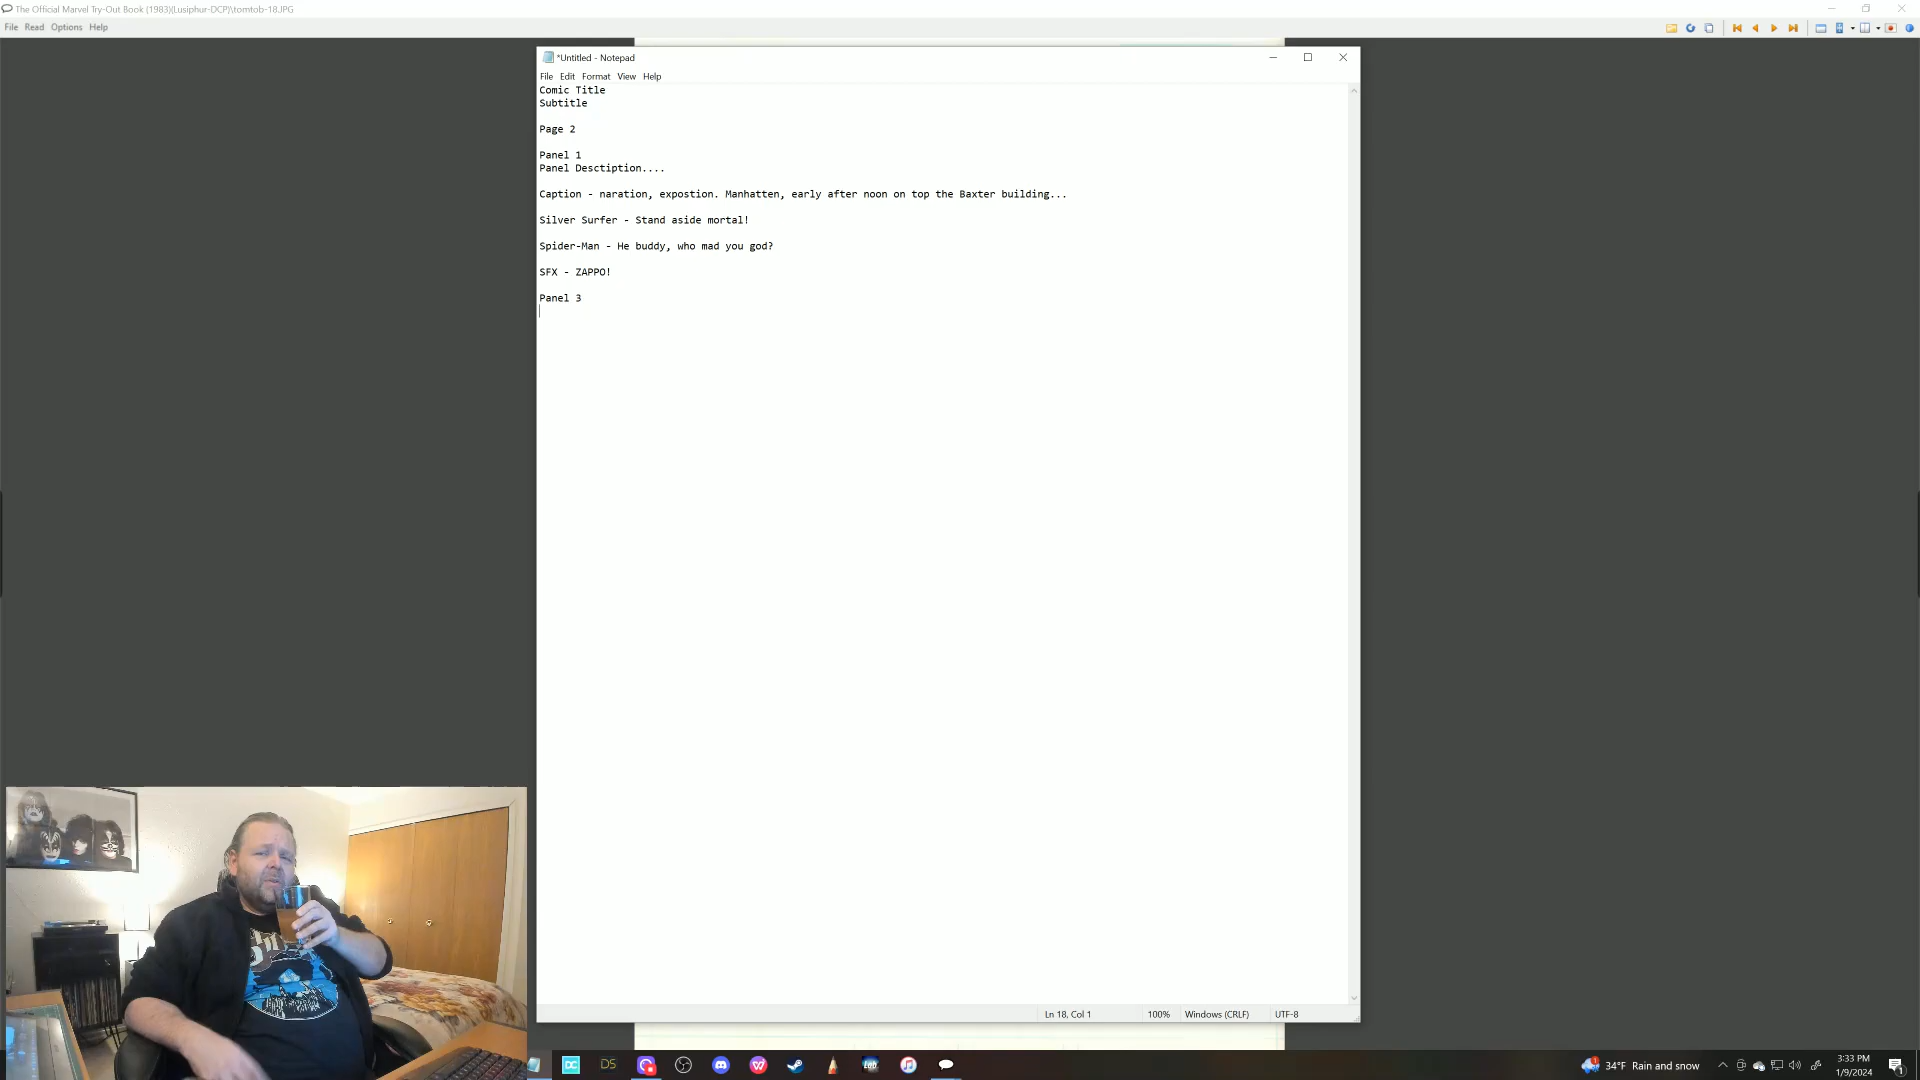 The Official Marvel Try-Out Book (1983)(Lusiphur-DCP)\tomtob-18.JPG
File Read Options Help
*Untitled - Notepad
File Edit Format View Help
Comic Title
Subtitle
Page 2
Panel 1
Panel Desctiption....
Caption - naration, expostion. Manhatten, early after noon on top the Baxter building...
Silver Surfer - Stand aside mortal!
Spider-Man - He buddy, who mad you god?
SFX - ZAPPO!
Panel 3
Ln 18, Col 1 100% Windows (CRLF) UTF-8
DC DS Lab 34°F Rain and snow 3:33 PM
1/9/2024